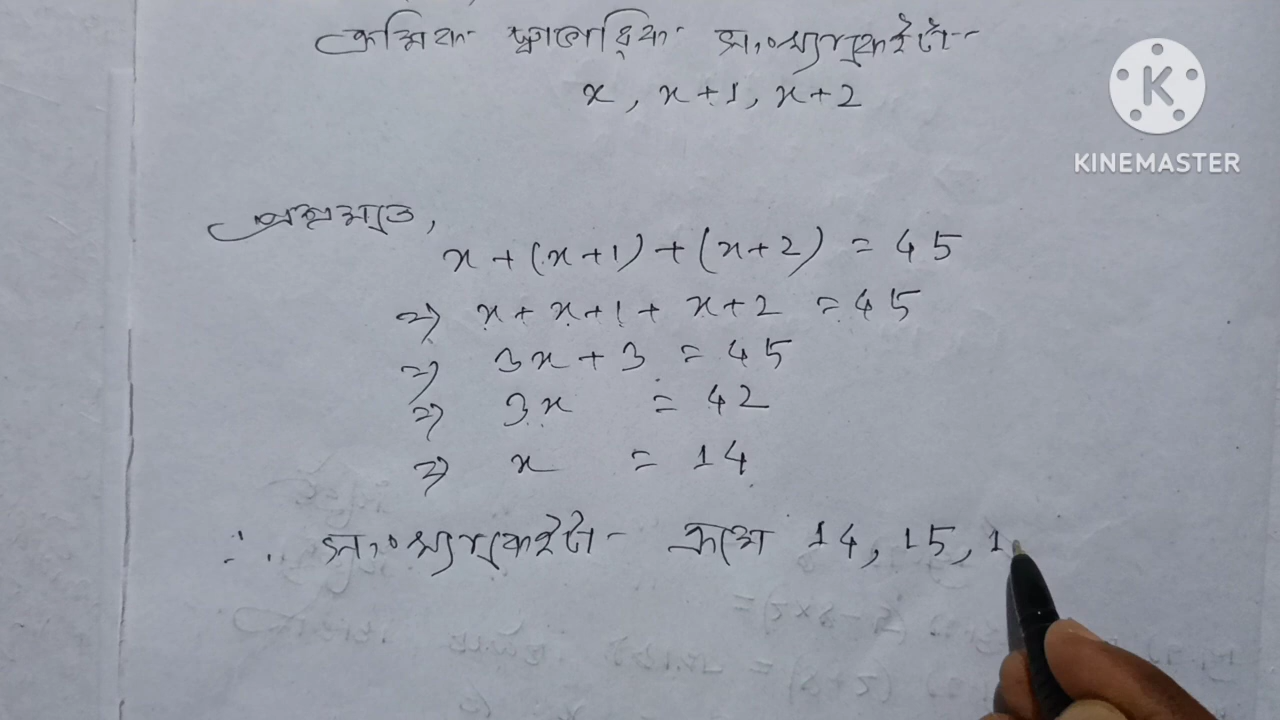 ক্ৰমিক স্বাভাৱিক সংখ্যাকেইটা-
x, x+1, x+2
K
KINEMASTER
প্ৰশ্নমতে,
x + (x+1) + (x+2) = 45
⇒ x + x+1 + x+2 = 45
⇒ 3x + 3 = 45
⇒ 3x = 42
⇒ x = 14
∴ সংখ্যাকেইটা- ক্ৰমে 14, 15, 1